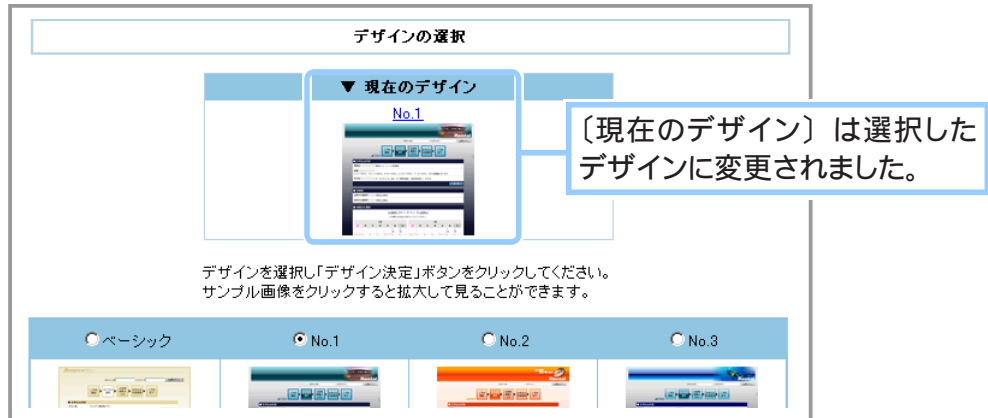 デザインの選択
▼ 現在のデザイン
No.1
〔現在のデザイン〕は選択した
デザインに変更されました。
デザインを選択し「デザイン決定」ボタンをクリックしてください。
サンプル画像をクリックすると拡大して見ることができます。
ベーシック
No.1
No.2
No.3